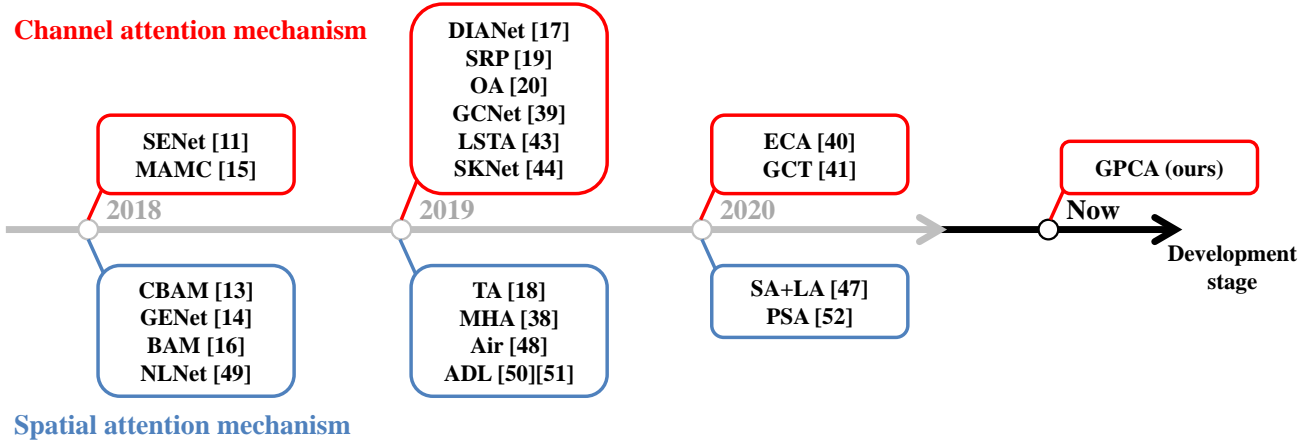 Channel attention mechanism
DIANet [17]
SRP [19]
OA [20]
GCNet [39]
LSTA [43]
SKNet [44]
SENet [11]
MAMC [15]
ECA [40]
GCT [41]
GPCA (ours)
2018
2019
2020
Now
Development
stage
CBAM [13]
GENet [14]
BAM [16]
NLNet [49]
TA [18]
MHA [38]
Air [48]
ADL [50][51]
SA+LA [47]
PSA [52]
Spatial attention mechanism